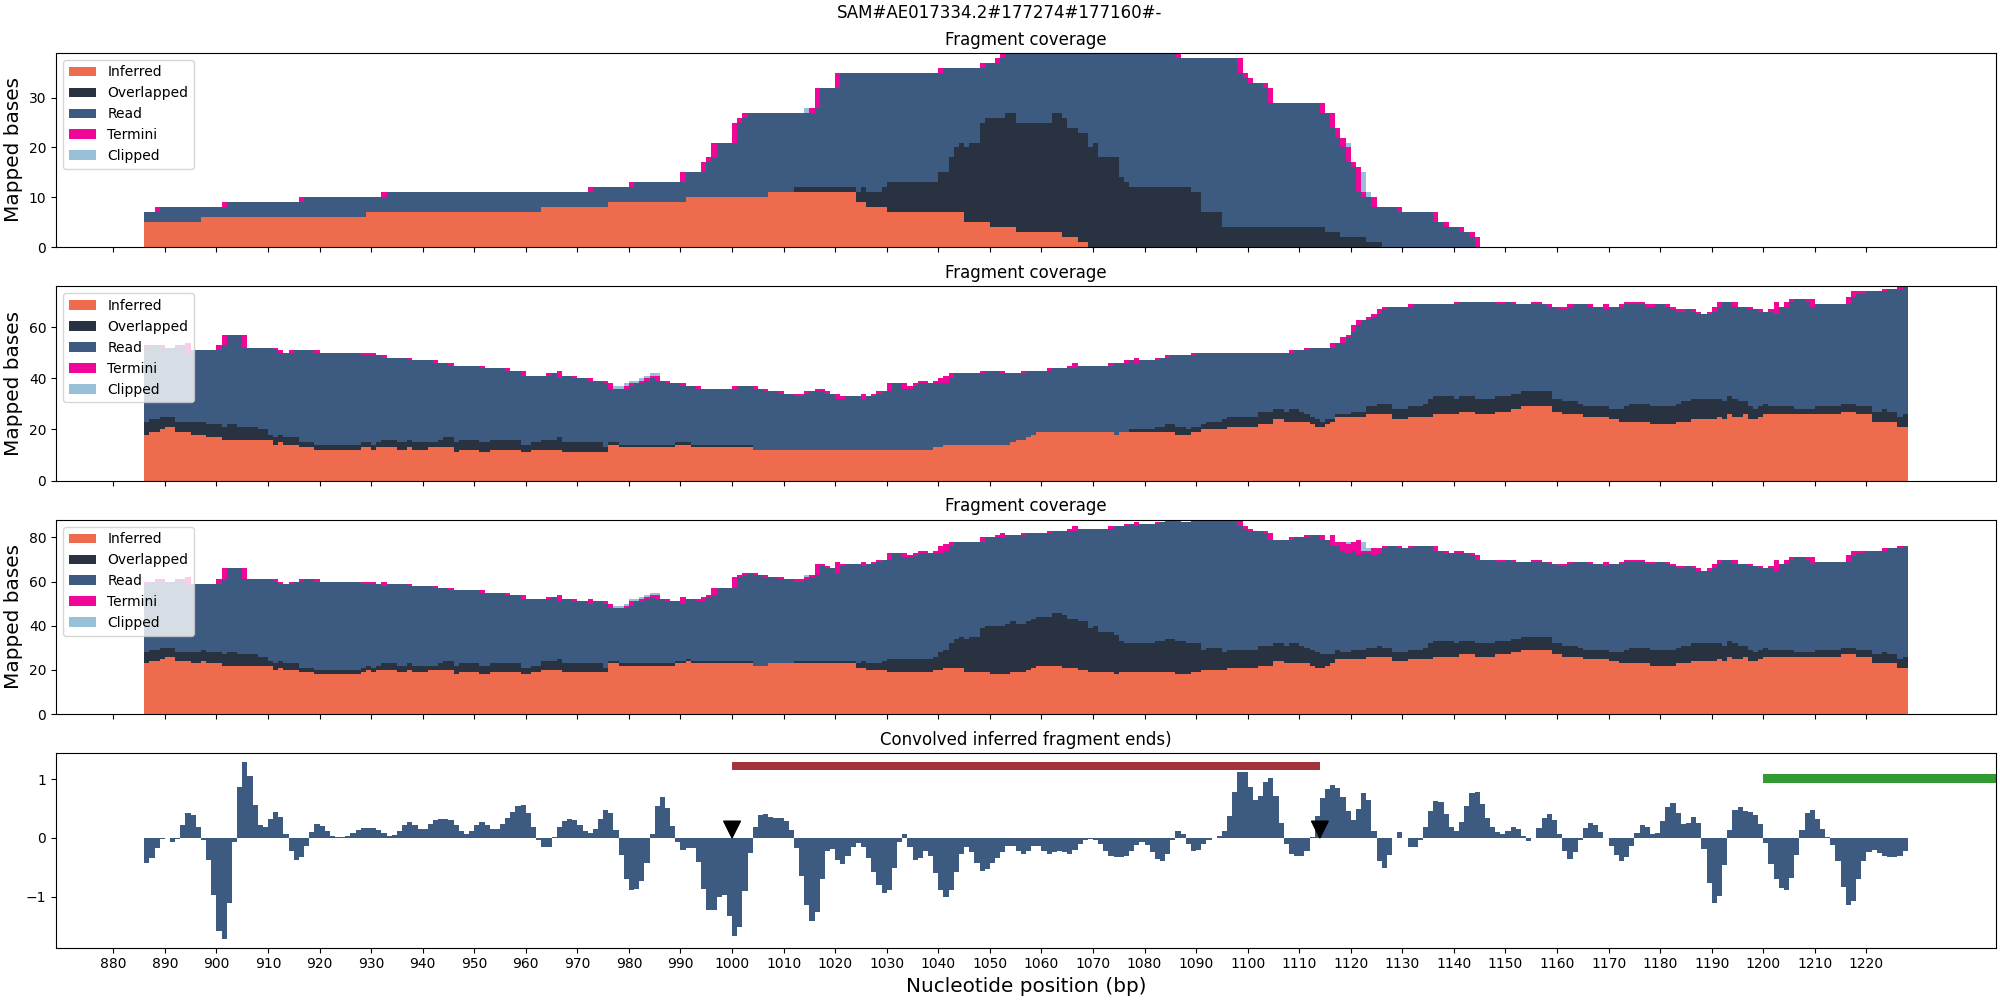 SAM#AE017334.2#177274#177160#-
Fragment coverage
Mapped bases
30
20
10
0
Inferred
Overlapped
Read
Termini
Clipped
Fragment coverage
Mapped bases
60
40
20
0
Inferred
Overlapped
Read
Termini
Clipped
Fragment coverage
Mapped bases
80
60
40
20
0
Inferred
Overlapped
Read
Termini
Clipped
Convolved inferred fragment ends)
1
0
−1
880 890 900 910 920 930 940 950 960 970 980 990 1000 1010 1020 1030 1040 1050 1060 1070 1080 1090 1100 1110 1120 1130 1140 1150 1160 1170 1180 1190 1200 1210 1220
Nucleotide position (bp)